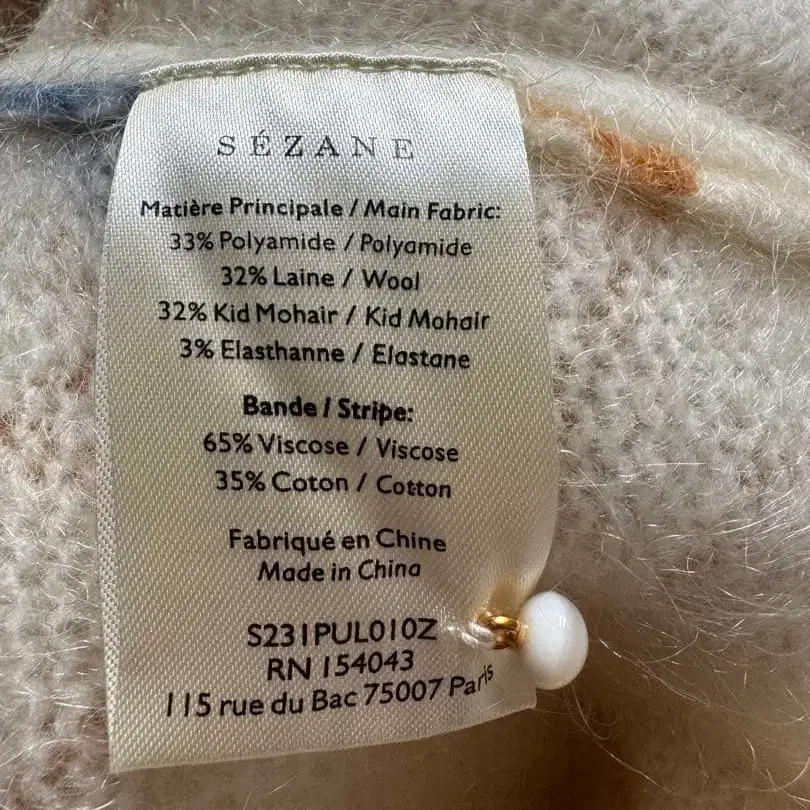 SÉZANE
Matière Principale / Main Fabric:
33% Polyamide / Polyamide
32% Laine / Wool
32% Kid Mohair / Kid Mohair
3% Elasthanne / Elastane
Bande / Stripe:
65% Viscose / Viscose
35% Coton / Cotton
Fabriqué en Chine
Made in China
S231PUL010Z
RN 154043
115 rue du Bac 75007 Paris